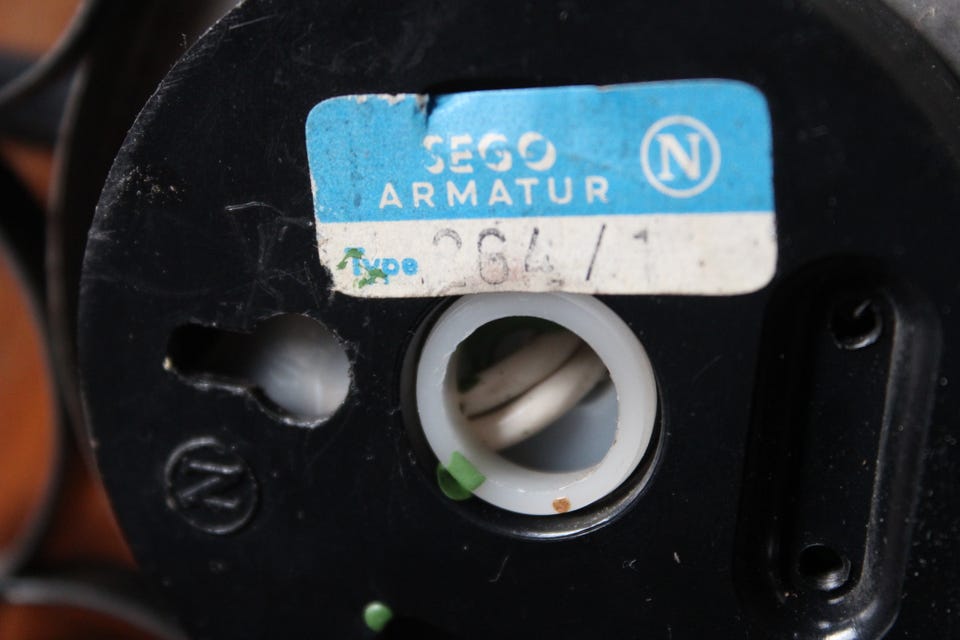 SEGO
ARMATUR
N
Type 264/1
N